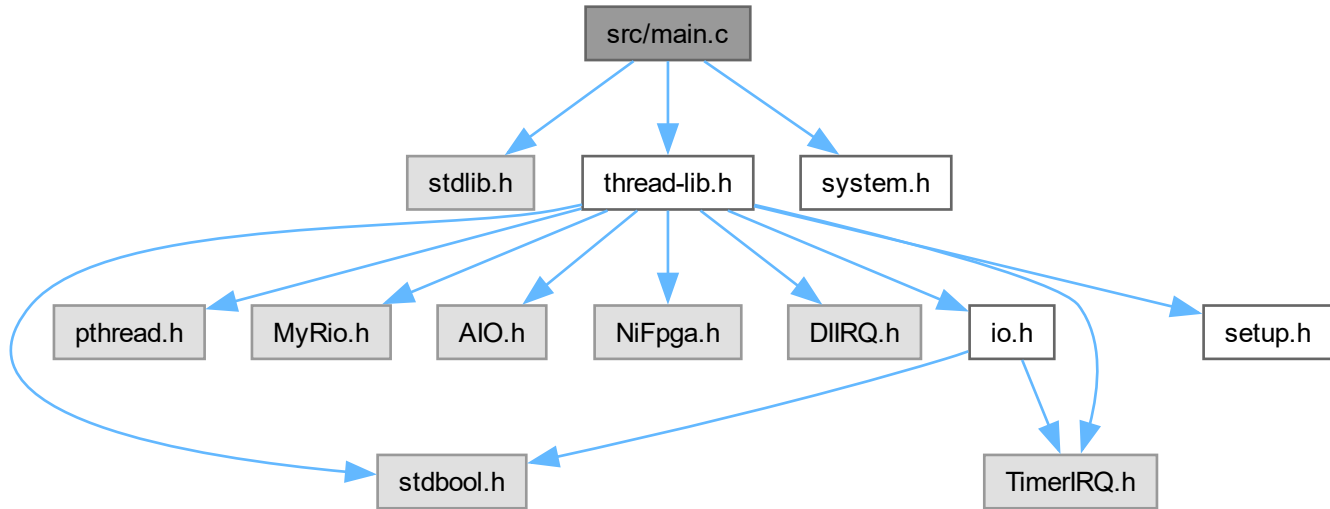 src/main.c
stdlib.h
thread-lib.h
system.h
pthread.h
MyRio.h
AIO.h
NiFpga.h
DIIRQ.h
io.h
setup.h
stdbool.h
TimerIRQ.h